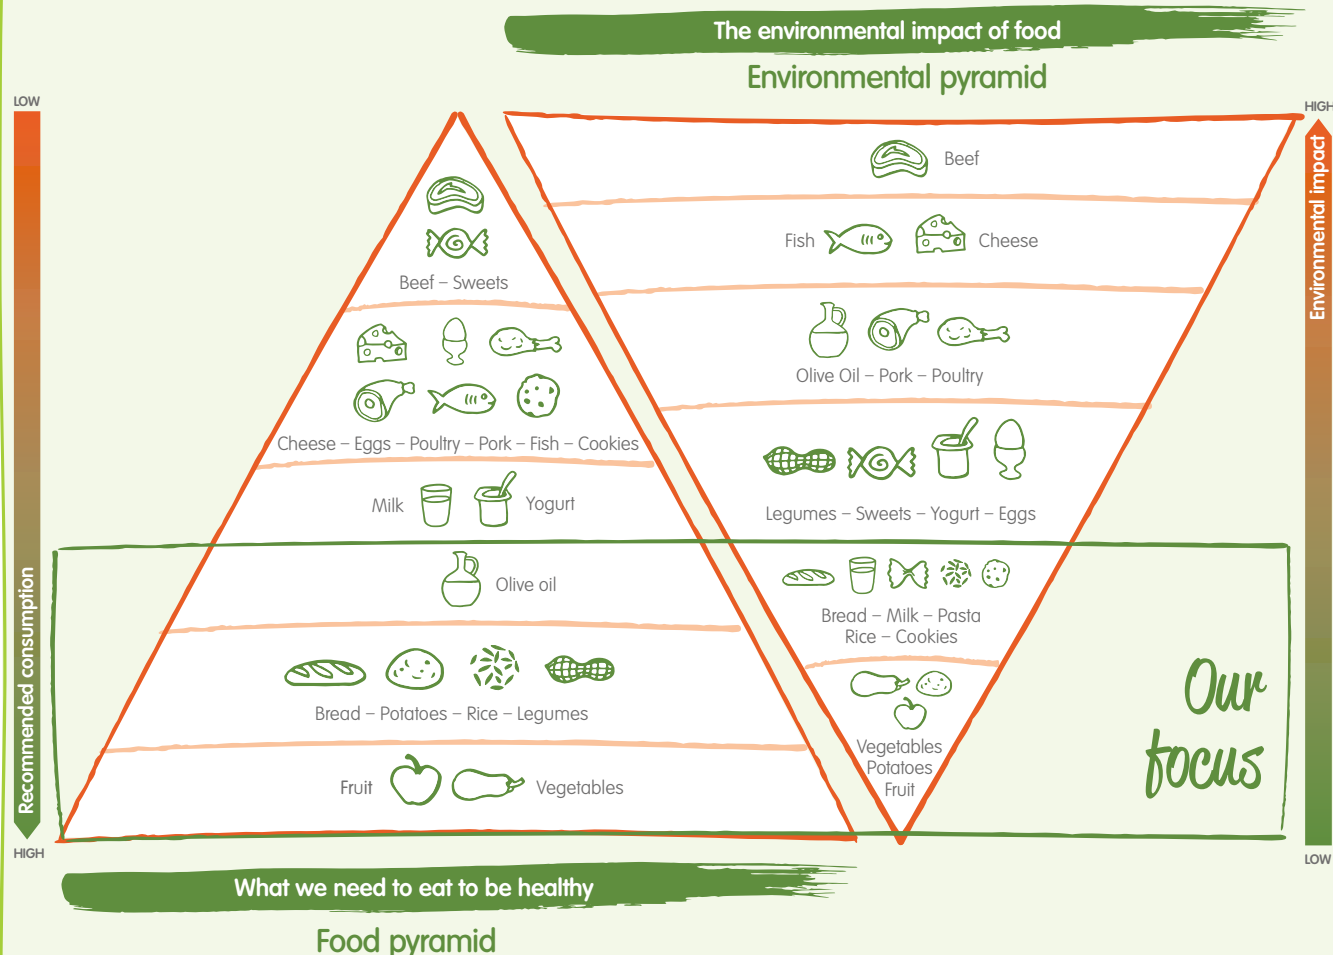 The environmental impact of food
Environmental pyramid
LOW
HIGH
Recommended consumption
HIGH
Environmental impact
LOW
Beef – Sweets
Cheese – Eggs – Poultry – Pork – Fish – Cookies
Milk
Yogurt
Olive oil
Bread – Potatoes – Rice – Legumes
Fruit
Vegetables
Beef
Fish
Cheese
Olive Oil – Pork – Poultry
Legumes – Sweets – Yogurt – Eggs
Bread – Milk – Pasta
Rice – Cookies
Vegetables
Potatoes
Fruit
Our
focus
What we need to eat to be healthy
Food pyramid